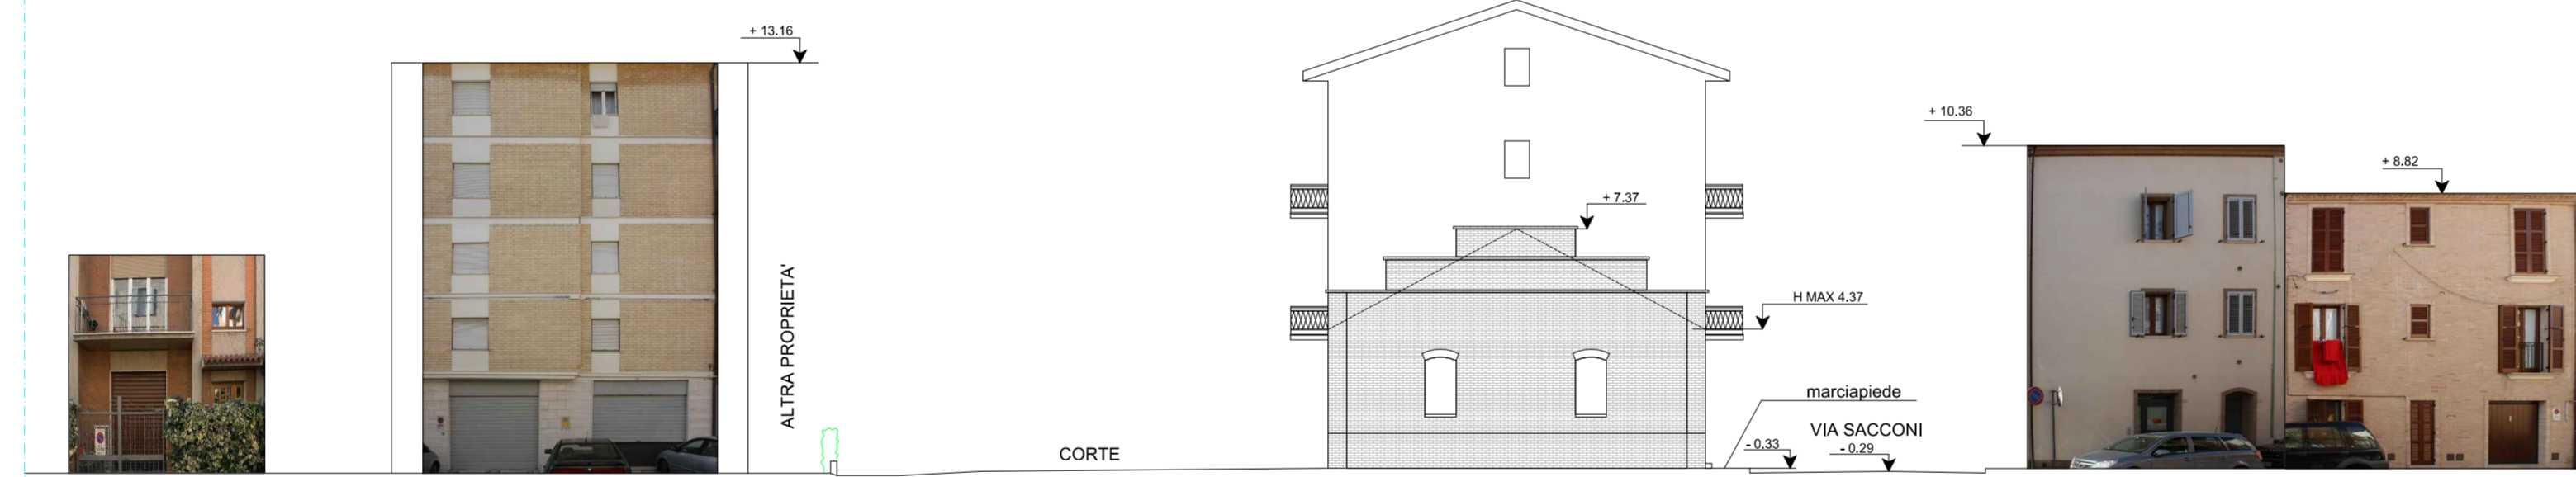 + 13.16
ALTRA PROPRIETA'
CORTE
+ 7.37
H MAX 4.37
marciapiede
- 0.33
VIA SACCONI
- 0.29
+ 10.36
+ 8.82